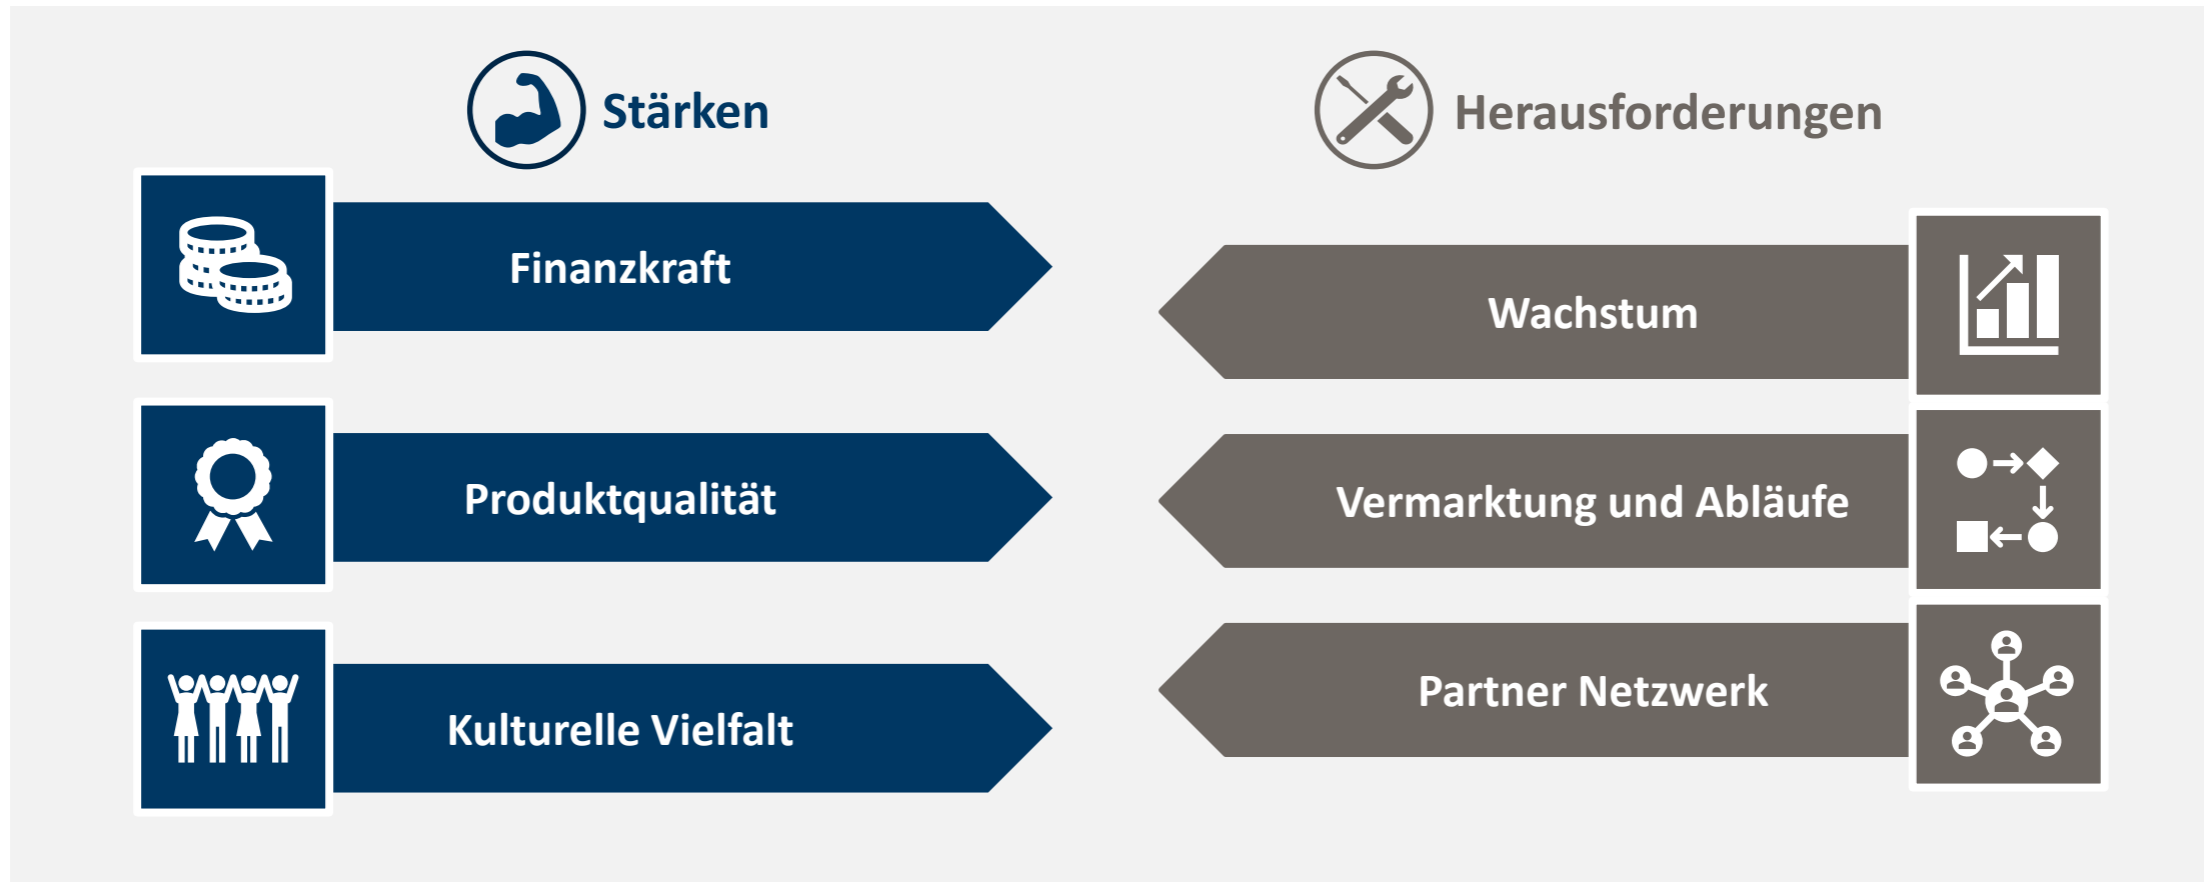 Stärken
Finanzkraft
Produktqualität
Kulturelle Vielfalt
Herausforderungen
Wachstum
Vermarktung und Abläufe
Partner Netzwerk